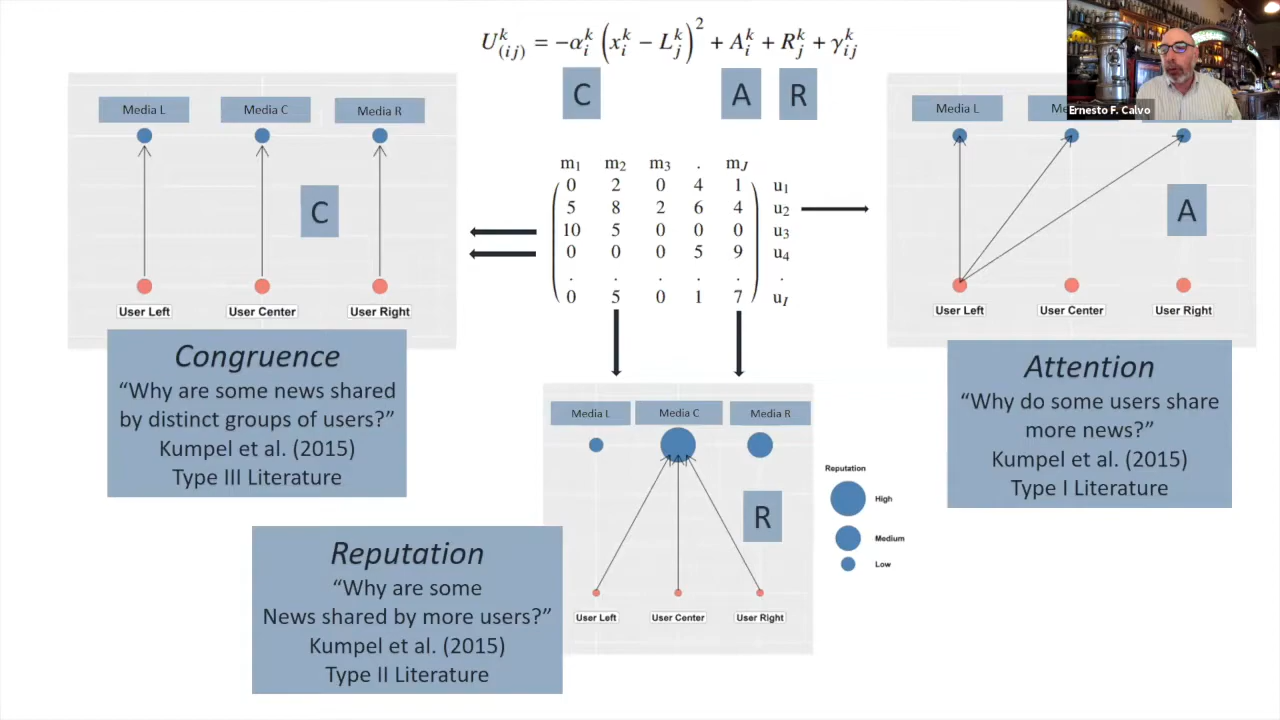 U^k_(ij) = −α^k_i (x^k_i − L^k_j)^2 + A^k_i + R^k_j + γ^k_ij
C
A
R
Ernesto F. Calvo
Media L
Media C
Media R
C
User Left
User Center
User Right
Congruence
“Why are some news shared
by distinct groups of users?”
Kumpel et al. (2015)
Type III Literature
m₁ m₂ m₃ . m_J
0 2 0 4 1 u₁
5 8 2 6 4 u₂
10 5 0 0 0 u₃
0 0 0 5 9 u₄
. . . . . .
0 5 0 1 7 u_I
Media L
A
User Left
User Center
User Right
Attention
“Why do some users share
more news?”
Kumpel et al. (2015)
Type I Literature
Media L
Media C
Media R
R
User Left
User Center
User Right
Reputation
High
Medium
Low
Reputation
“Why are some
News shared by more users?”
Kumpel et al. (2015)
Type II Literature